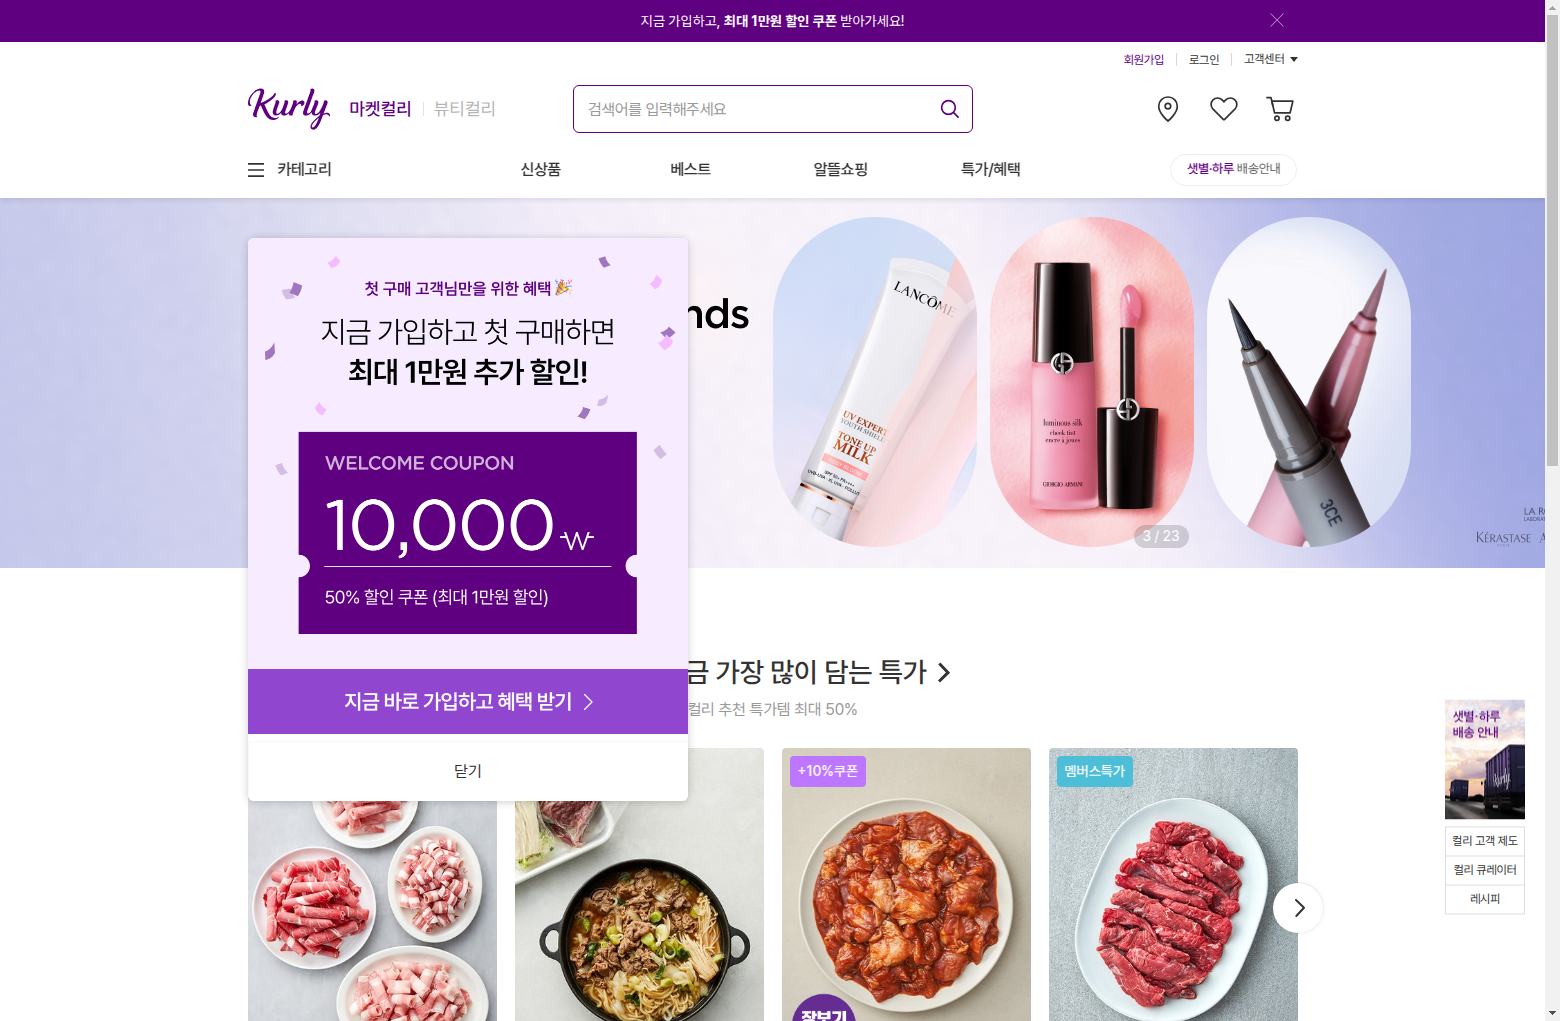 지금 가입하고, 최대 1만원 할인 쿠폰 받아가세요!
회원가입
로그인
고객센터
Kurly
마켓컬리
뷰티컬리
검색어를 입력해주세요
카테고리
신상품
베스트
알뜰쇼핑
특가/혜택
샛별·하루 배송안내
첫 구매 고객님만을 위한 혜택
지금 가입하고 첫 구매하면
최대 1만원 추가 할인!
WELCOME COUPON
10,000₩
50% 할인 쿠폰 (최대 1만원 할인)
지금 바로 가입하고 혜택 받기
닫기
nds
LANCÔME
UV EXPERT
YOUTH SHIELD
TONE UP
MILK
luminous silk
cheek tint
encre à joues
GIORGIO ARMANI
3CE
3 / 23
LA RO
KÉRASTASE
금 가장 많이 담는 특가
컬리 추천 특가템 최대 50%
+10%쿠폰
멤버스특가
잘보기
샛별·하루
배송 안내
Kurly
컬리 고객 제도
컬리 큐레이터
레시피